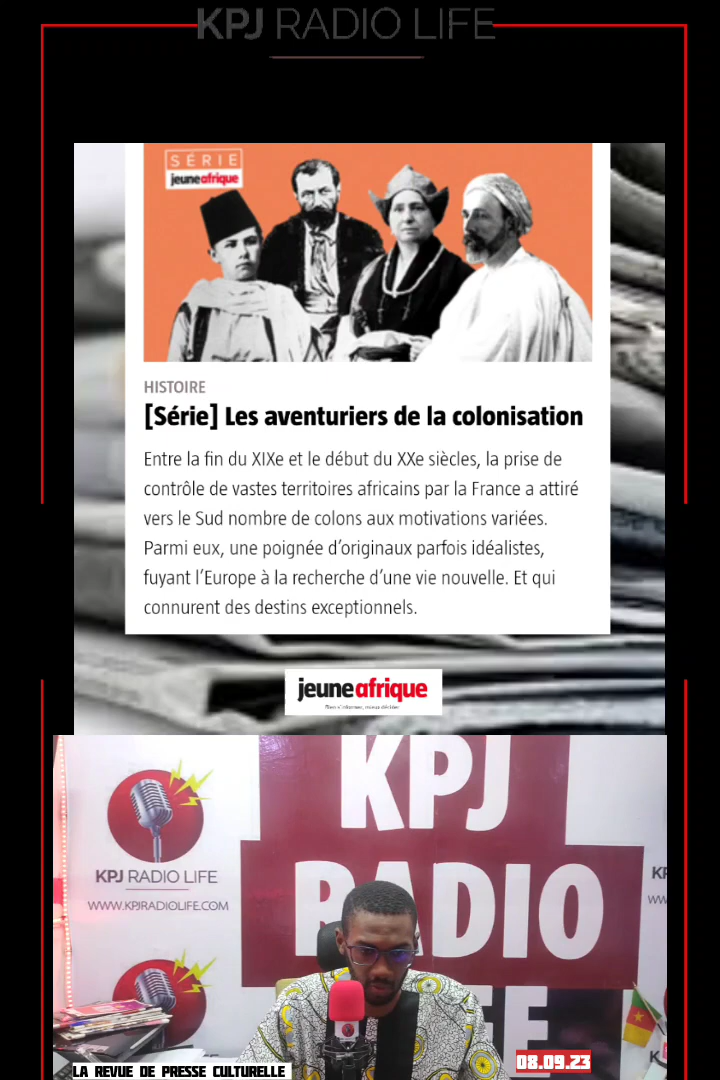 KPJ RADIO LIFE
SÉRIE
jeuneafrique
HISTOIRE
[Série] Les aventuriers de la colonisation
Entre la fin du XIXe et le début du XXe siècles, la prise de
contrôle de vastes territoires africains par la France a attiré
vers le Sud nombre de colons aux motivations variées.
Parmi eux, une poignée d'originaux parfois idéalistes,
fuyant l'Europe à la recherche d'une vie nouvelle. Et qui
connurent des destins exceptionnels.
jeuneafrique
KPJ
RADIO
KPJ RADIO LIFE
WWW.KPJRADIOLIFE.COM
LA REVUE DE PRESSE CULTURELLE
08.09.23